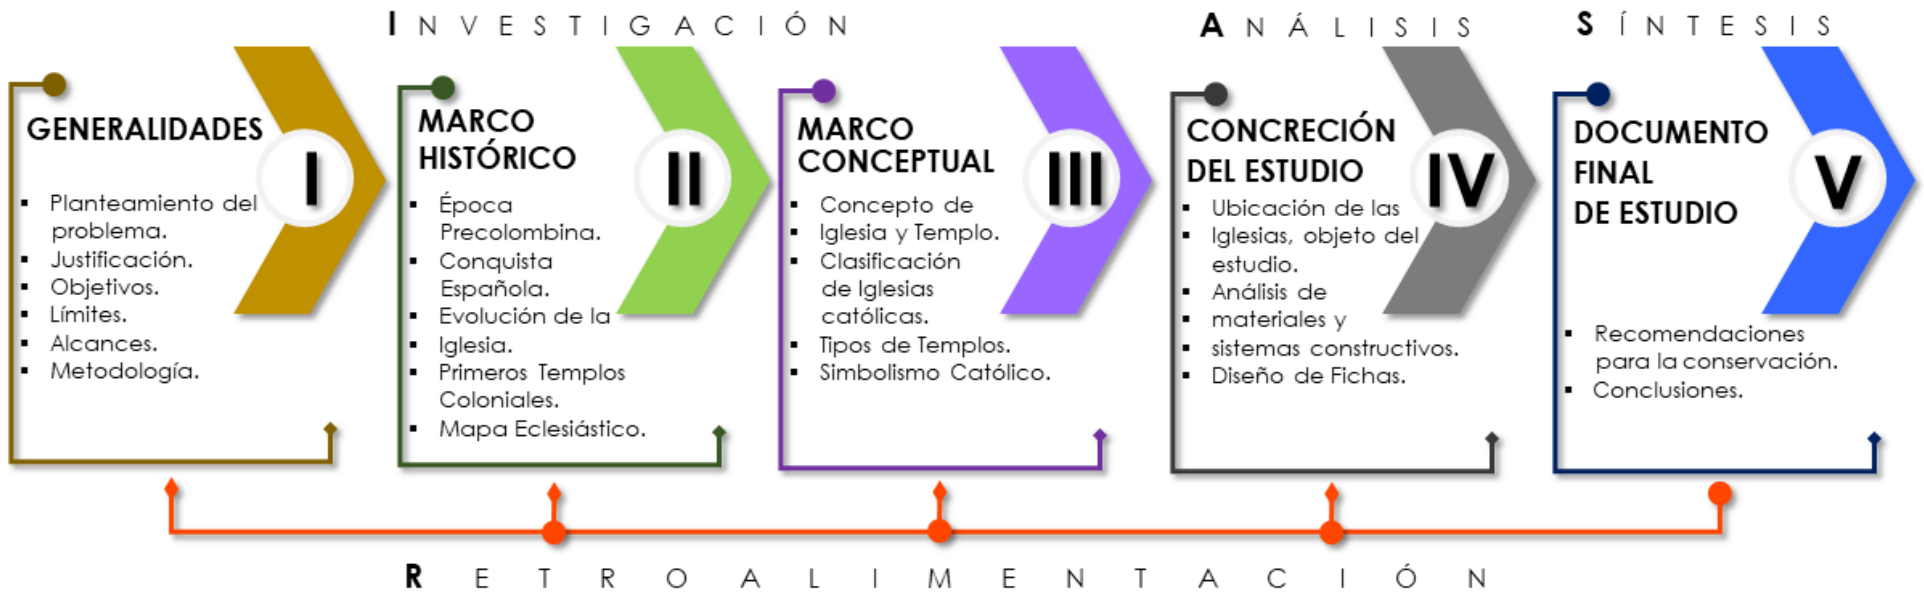 INVESTIGACIÓN
ANÁLISIS
SÍNTESIS
GENERALIDADES
I
▪ Planteamiento del
problema.
▪ Justificación.
▪ Objetivos.
▪ Límites.
▪ Alcances.
▪ Metodología.
MARCO
HISTÓRICO
II
▪ Época
Precolombina.
▪ Conquista
Española.
▪ Evolución de la
▪ Iglesia.
▪ Primeros Templos
Coloniales.
▪ Mapa Eclesiástico.
MARCO
CONCEPTUAL
III
▪ Concepto de
▪ Iglesia y Templo.
▪ Clasificación
de Iglesias
católicas.
▪ Tipos de Templos.
▪ Simbolismo Católico.
CONCRECIÓN
DEL ESTUDIO
IV
▪ Ubicación de las
▪ Iglesias, objeto del
estudio.
▪ Análisis de
▪ materiales y
▪ sistemas constructivos.
▪ Diseño de Fichas.
DOCUMENTO
FINAL
DE ESTUDIO
V
▪ Recomendaciones
para la conservación.
▪ Conclusiones.
RETROALIMENTACIÓN